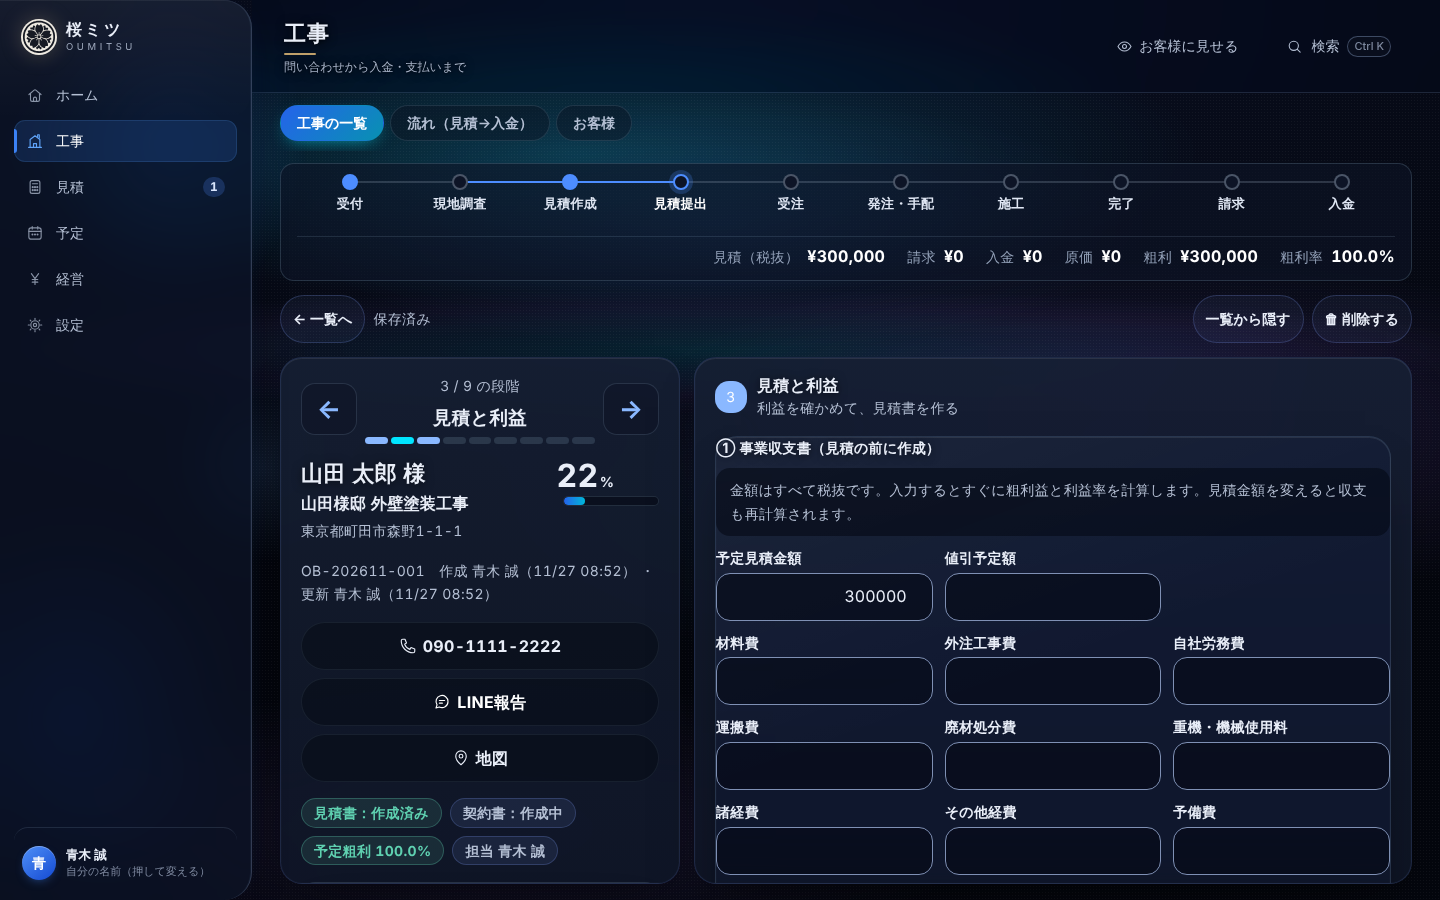 桜ミツ
OUMITSU
ホーム
工事
見積
1
予定
経営
設定
青
青木 誠
自分の名前（押して変える）
工事
問い合わせから入金・支払いまで
お客様に見せる
検索
Ctrl K
工事の一覧
流れ（見積→入金）
お客様
受付
現地調査
見積作成
見積提出
受注
発注・手配
施工
完了
請求
入金
見積（税抜） ¥300,000 請求 ¥0 入金 ¥0 原価 ¥0 粗利 ¥300,000 粗利率 100.0%
← 一覧へ
保存済み
一覧から隠す
削除する
←
3 / 9 の段階
見積と利益
→
山田 太郎 様
山田様邸 外壁塗装工事
22%
東京都町田市森野1-1-1
OB-202611-001 作成 青木 誠（11/27 08:52） ・
更新 青木 誠（11/27 08:52）
090-1111-2222
LINE報告
地図
見積書：作成済み
契約書：作成中
予定粗利 100.0%
担当 青木 誠
3
見積と利益
利益を確かめて、見積書を作る
① 事業収支書（見積の前に作成）
金額はすべて税抜です。入力するとすぐに粗利益と利益率を計算します。見積金額を変えると収支
も再計算されます。
予定見積金額
値引予定額
300000
材料費
外注工事費
自社労務費
運搬費
廃材処分費
重機・機械使用料
諸経費
その他経費
予備費